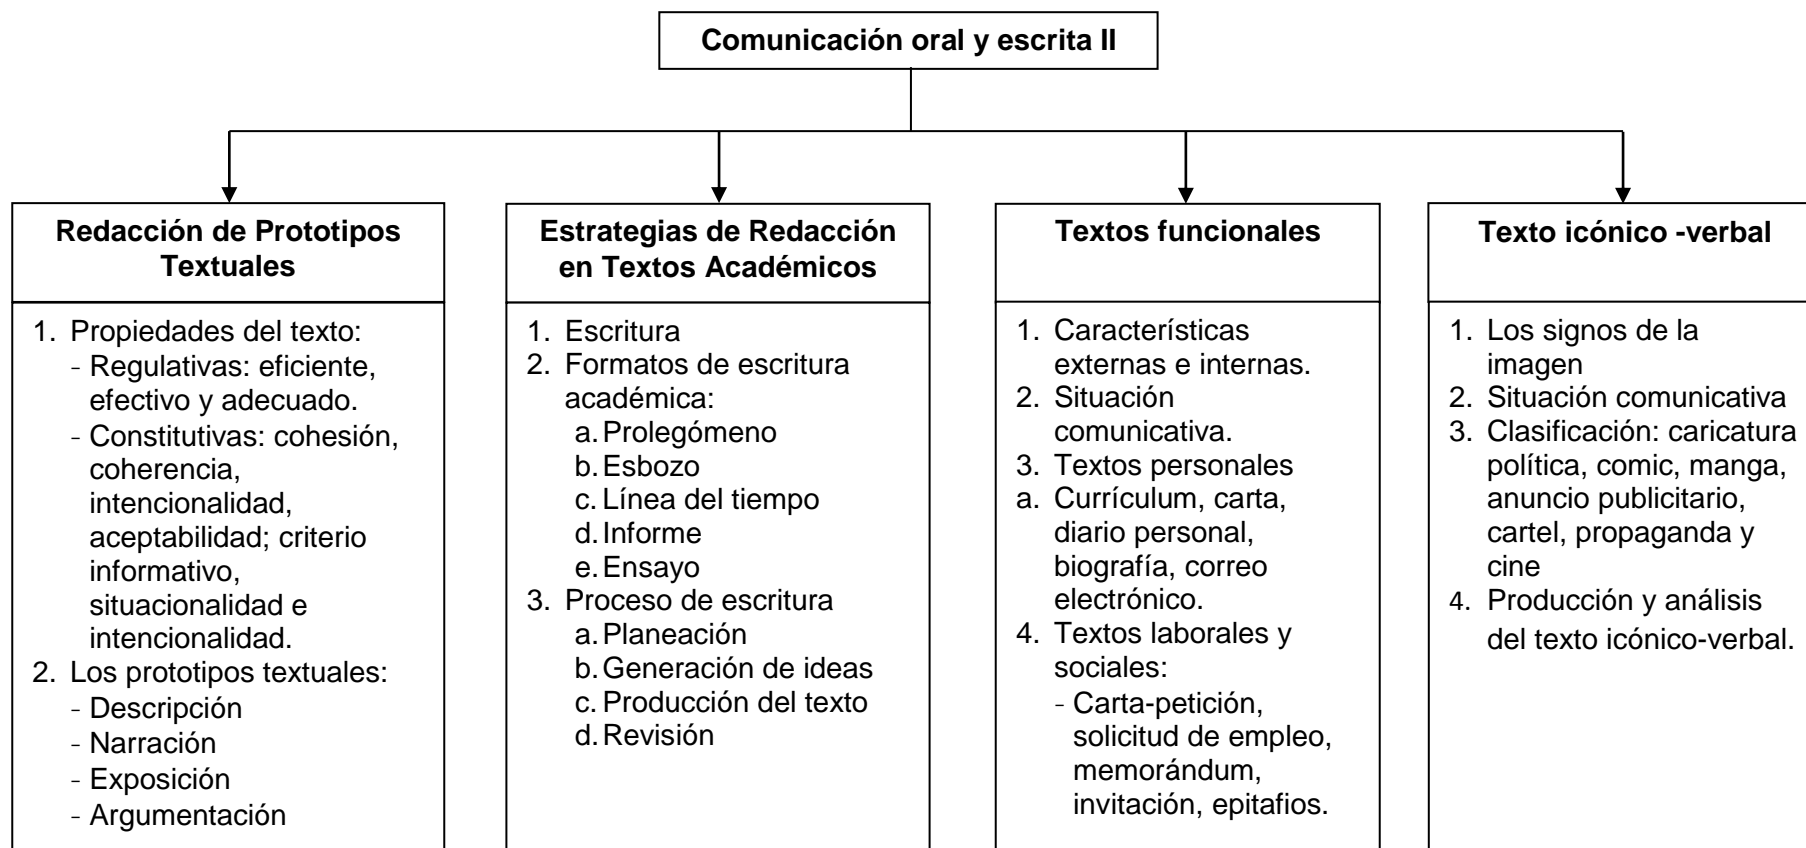 Comunicación oral y escrita II
Redacción de Prototipos
Textuales
1. Propiedades del texto:
- Regulativas: eficiente,
efectivo y adecuado.
- Constitutivas: cohesión,
coherencia,
intencionalidad,
aceptabilidad; criterio
informativo,
situacionalidad e
intencionalidad.
2. Los prototipos textuales:
- Descripción
- Narración
- Exposición
- Argumentación
Estrategias de Redacción
en Textos Académicos
1. Escritura
2. Formatos de escritura
académica:
a. Prolegómeno
b. Esbozo
c. Línea del tiempo
d. Informe
e. Ensayo
3. Proceso de escritura
a. Planeación
b. Generación de ideas
c. Producción del texto
d. Revisión
Textos funcionales
1. Características
externas e internas.
2. Situación
comunicativa.
3. Textos personales
a. Currículum, carta,
diario personal,
biografía, correo
electrónico.
4. Textos laborales y
sociales:
- Carta-petición,
solicitud de empleo,
memorándum,
invitación, epitafios.
Texto icónico -verbal
1. Los signos de la
imagen
2. Situación comunicativa
3. Clasificación: caricatura
política, comic, manga,
anuncio publicitario,
cartel, propaganda y
cine
4. Producción y análisis
del texto icónico-verbal.